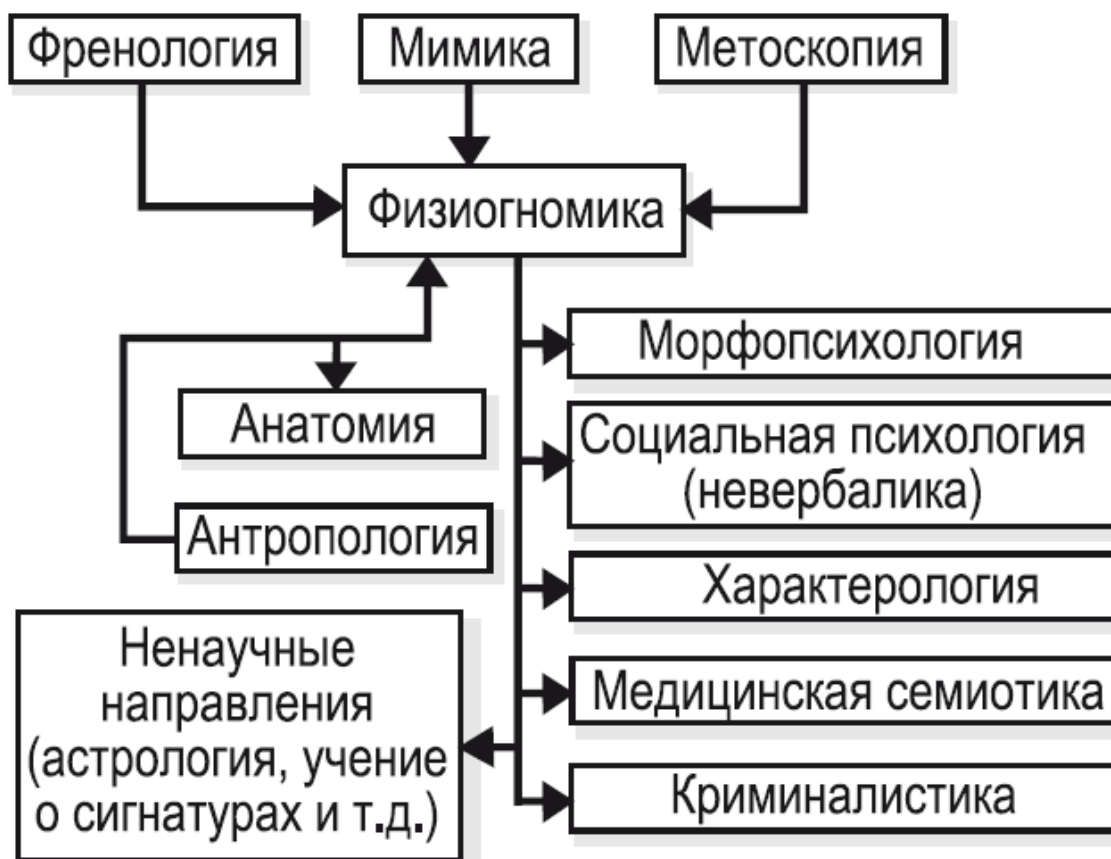 Френология
Мимика
Метоскопия
Физиогномика
Морфопсихология
Анатомия
Социальная психология
(невербалика)
Антропология
Характерология
Ненаучные
направления
(астрология, учение
о сигнатурах и т.д.)
Медицинская семиотика
Криминалистика